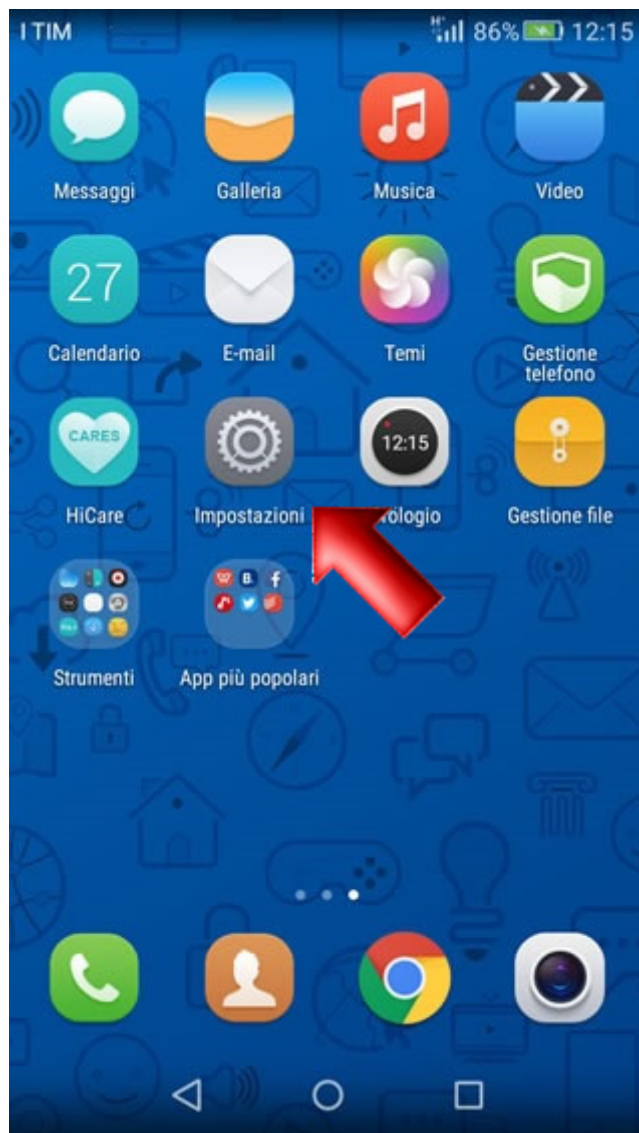 I TIM H+ 86% 12:15
Messaggi Galleria Musica Video
27
Calendario E-mail Temi Gestione telefono
CARES 12:15
HiCare Impostazioni rologio Gestione file
B. f
Strumenti App più popolari